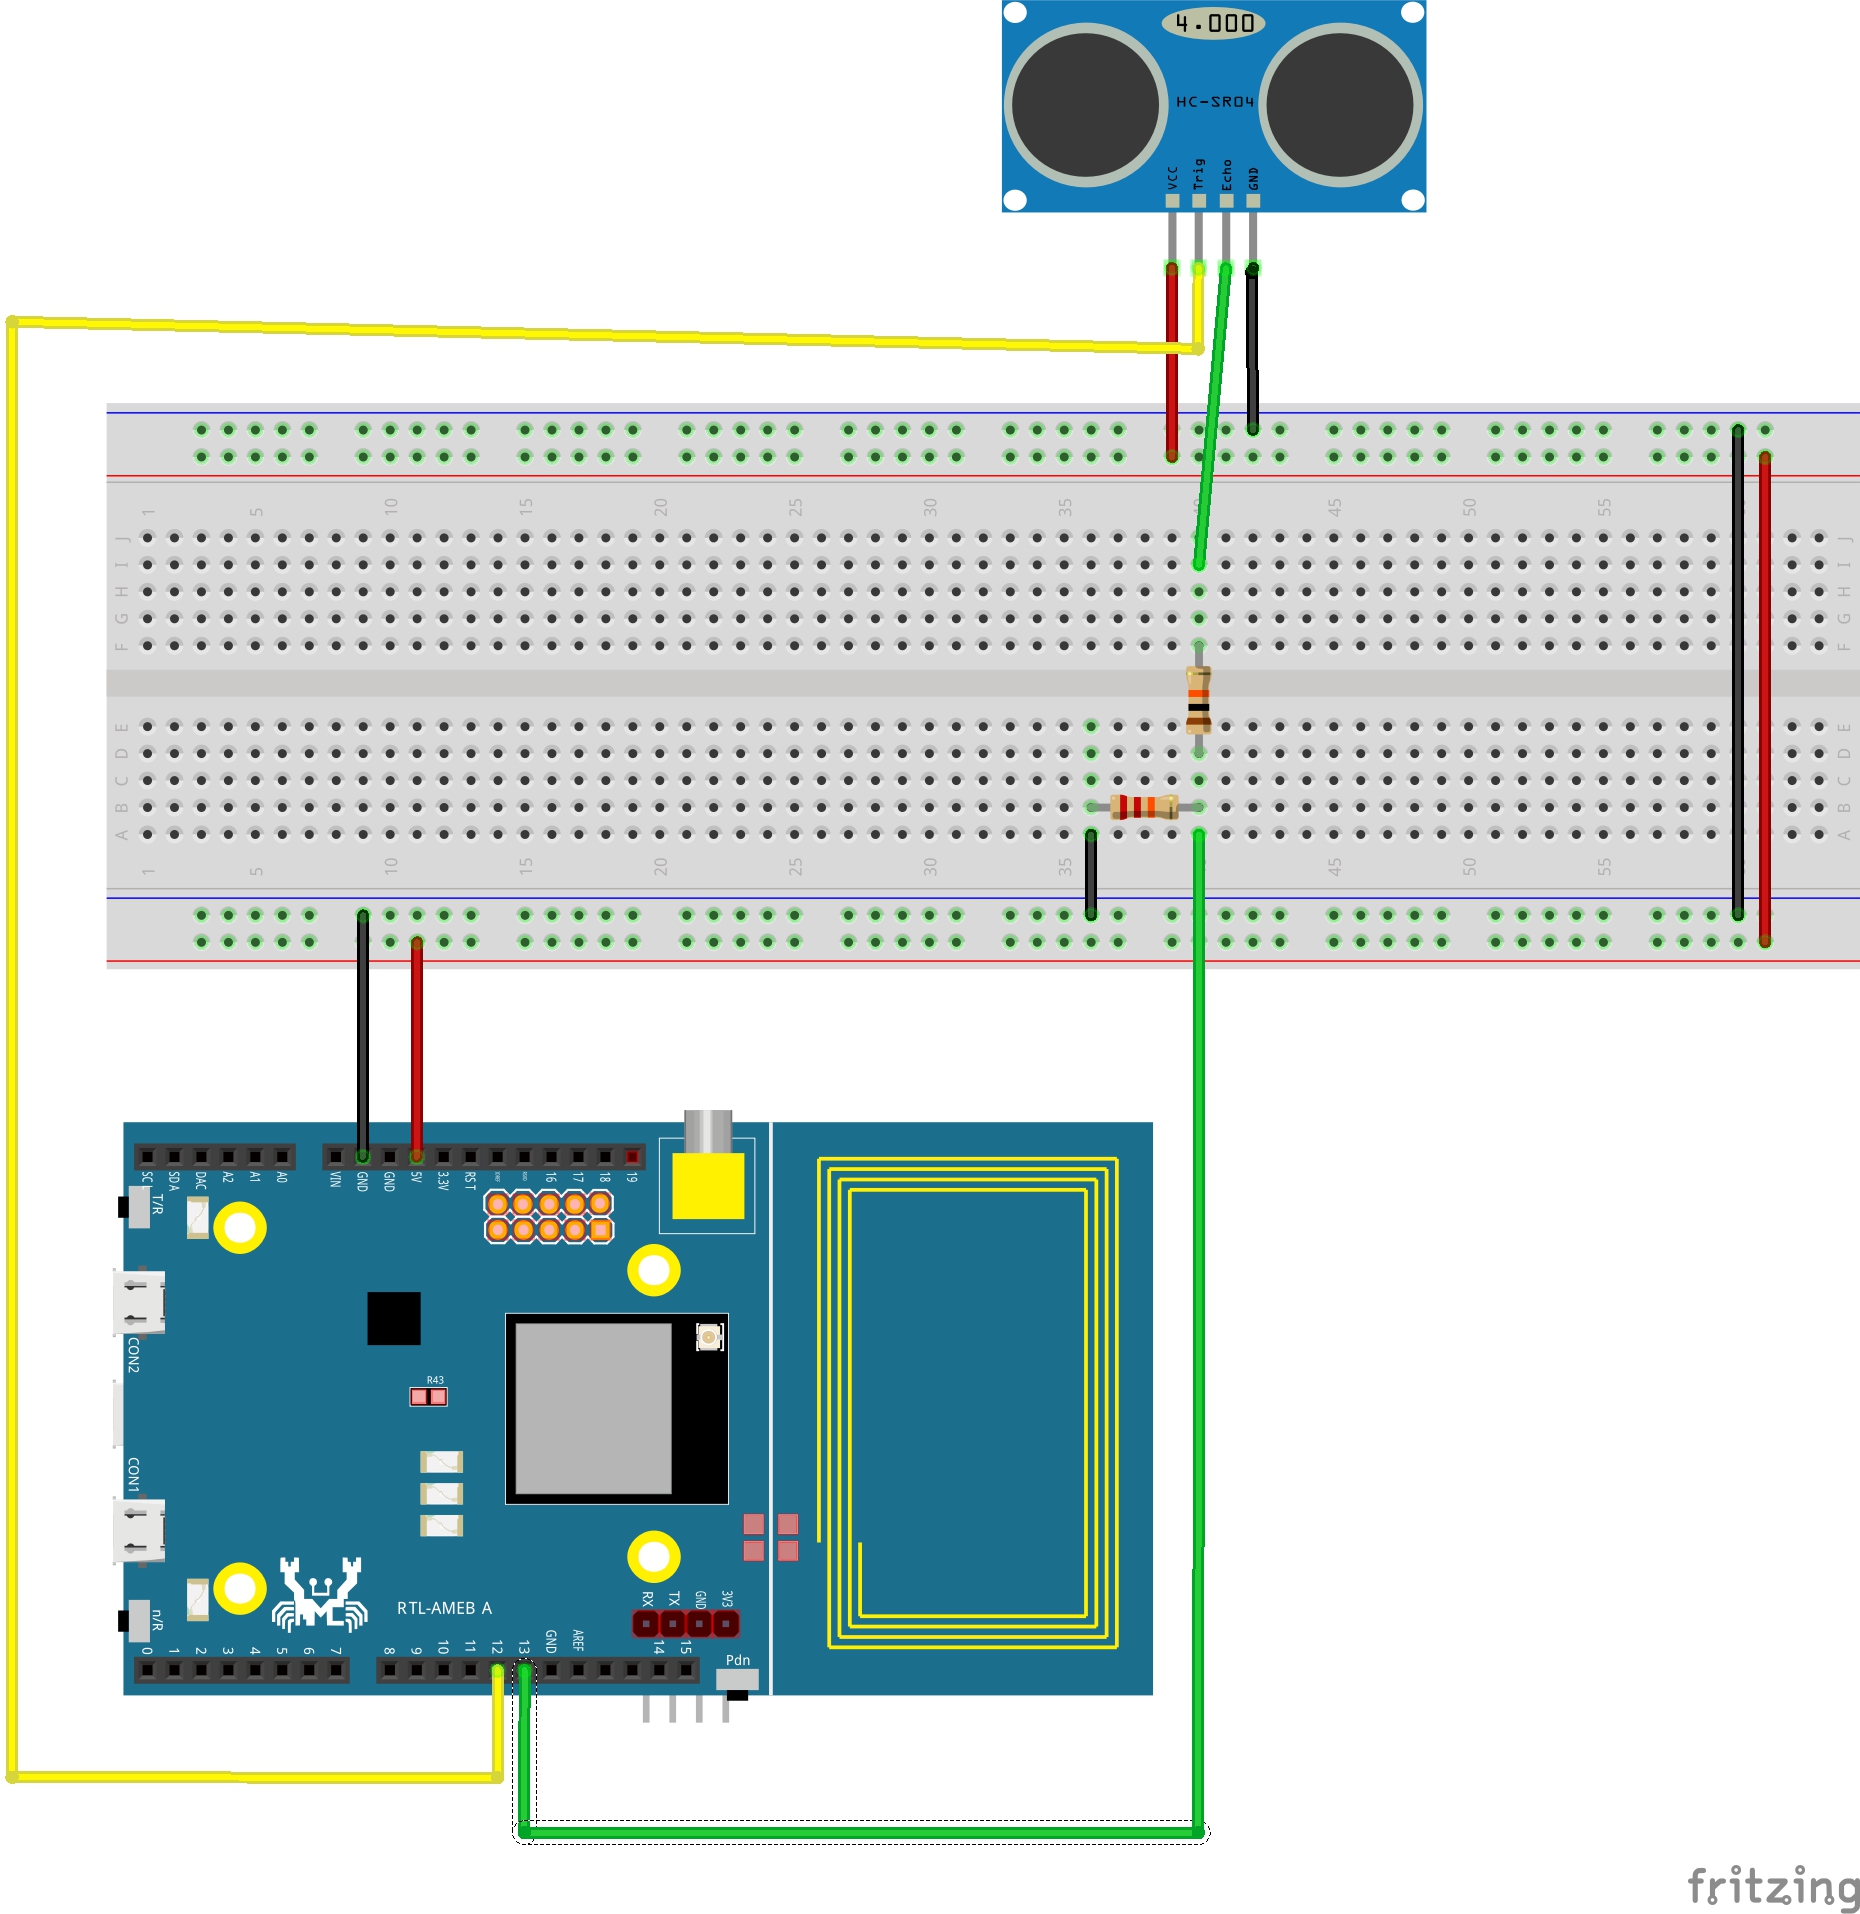 4.000
HC-SR04
VCC Trig Echo GND
1 5 10 15 20 25 30 35 45 50 55
J J
I I
H H
G G
F F
E E
D D
C C
B B
A A
1 5 10 15 20 25 30 35 45 50 55
SCL SDA DAC A2 A1 A0 VIN GND GND 5V 3.3V RST 16 17 18 19
T/R
CON2
R43
CON1
RTL-AMEB A
RX TX GND 3V3
n/R
0 1 2 3 4 5 6 7 8 9 10 11 12 13 GND AREF 14 15
Pdn
fritzing